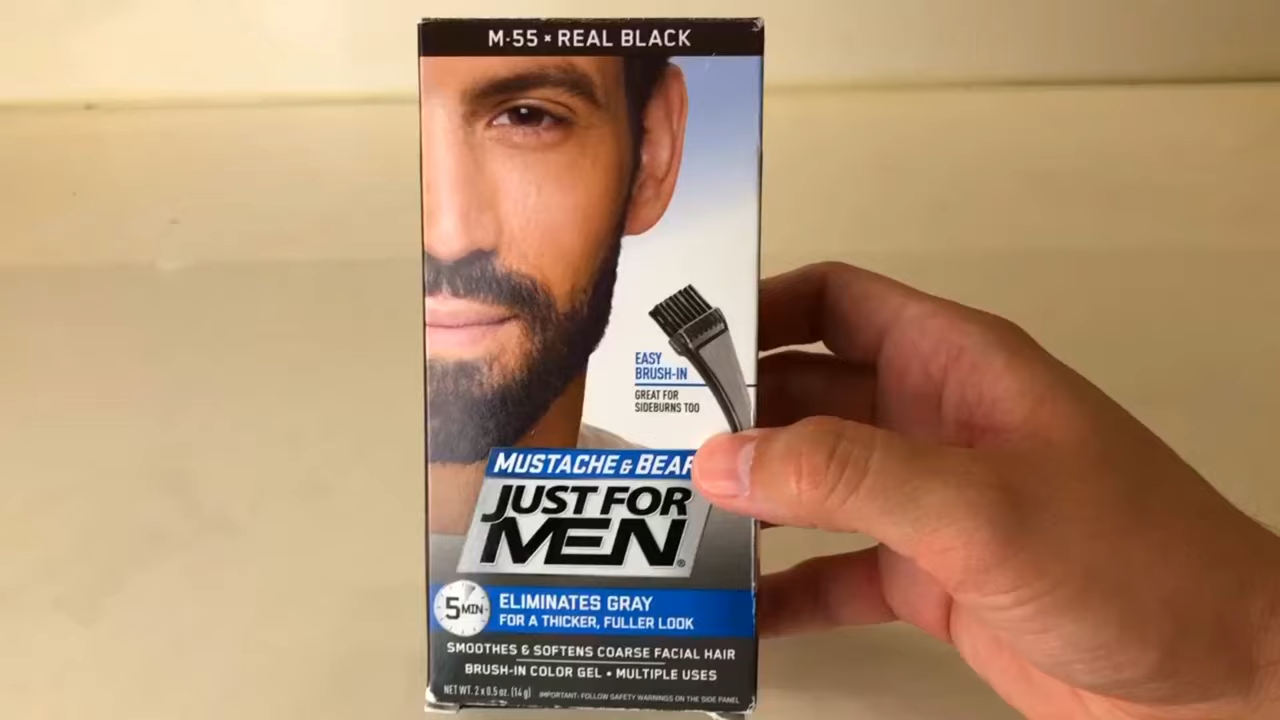 M-55 × REAL BLACK
EASY
BRUSH-IN
GREAT FOR
SIDEBURNS TOO
MUSTACHE & BEAR
JUST FOR
MEN®
5 MIN
ELIMINATES GRAY
FOR A THICKER, FULLER LOOK
SMOOTHES & SOFTENS COARSE FACIAL HAIR
BRUSH-IN COLOR GEL • MULTIPLE USES
NET WT. 2 x 0.5 oz. (14 g) IMPORTANT: FOLLOW SAFETY WARNINGS ON THE SIDE PANEL